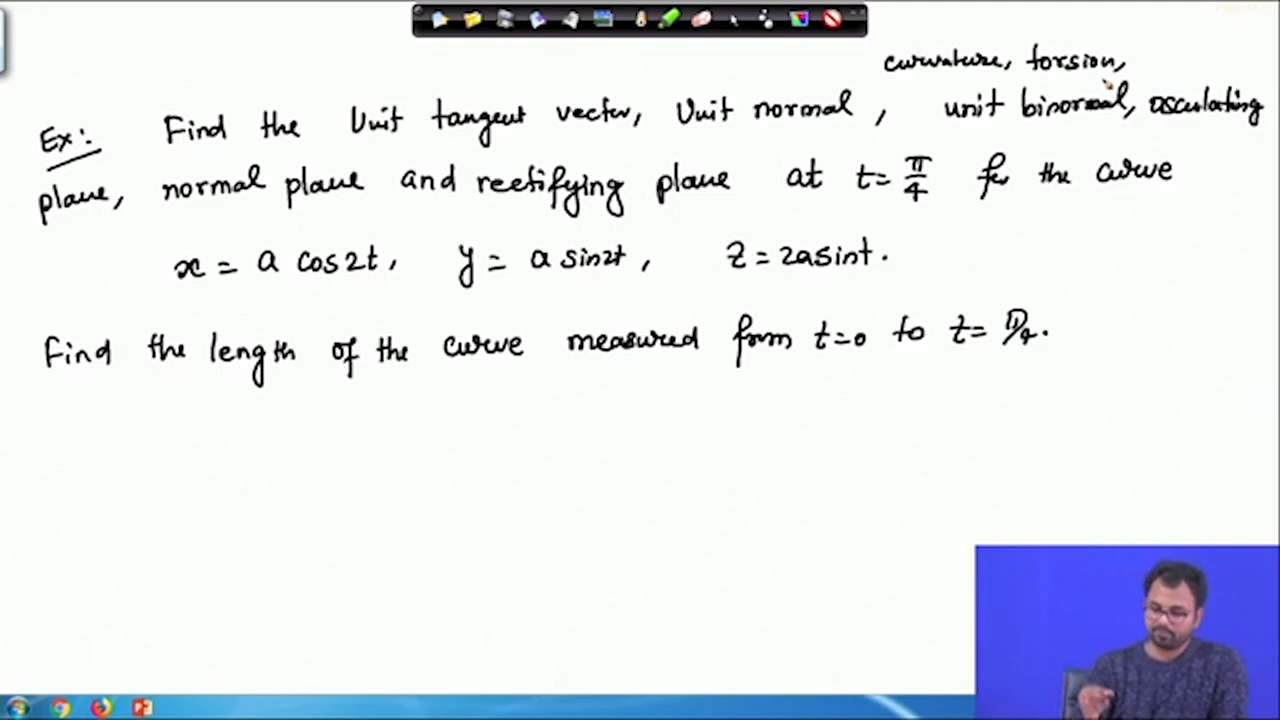 curvature, torsion,
Ex: Find the Unit tangent vector, Unit normal, unit binormal, osculating
plane, normal plane and rectifying plane at t = π/4 for the curve
x = a cos2t, y = a sin2t, z = 2a sint.
Find the length of the curve measured from t=0 to t = π/4.